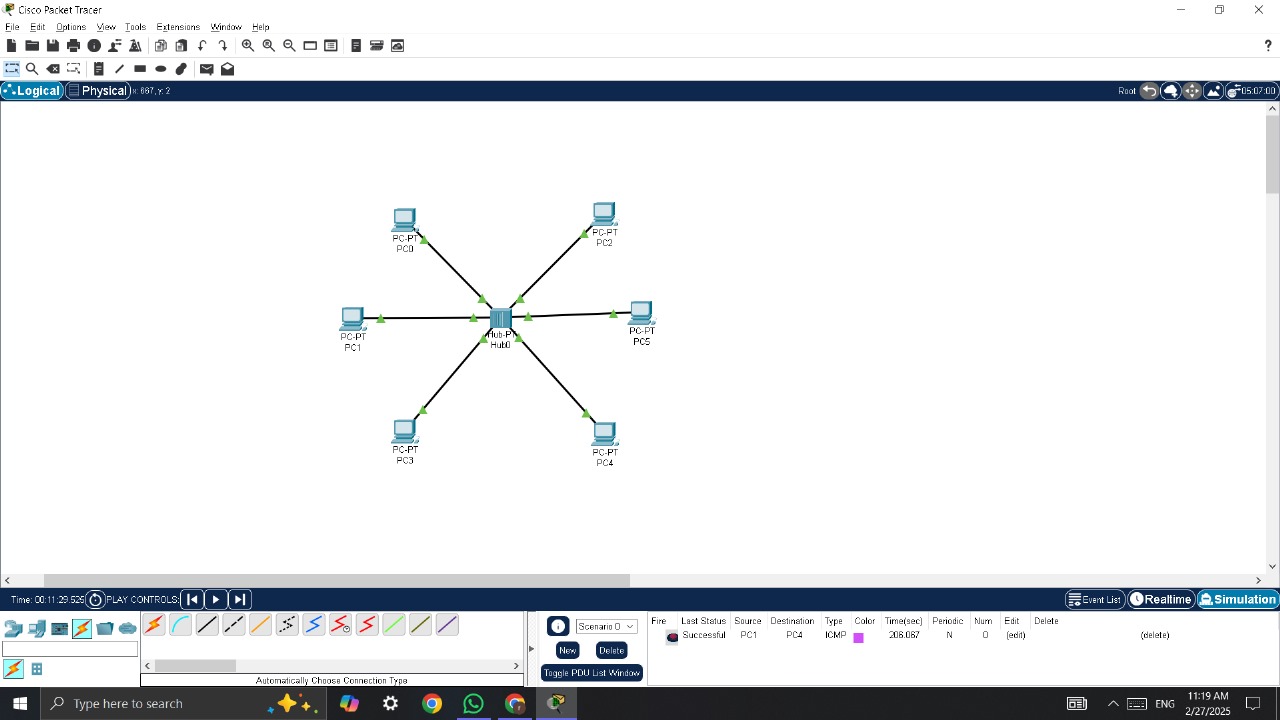 Cisco Packet Tracer
File Edit Options View Tools Extensions Window Help
?
Logical Physical x: 667, y: 2 Root 05:07:00
PC-PT
PC0
PC-PT
PC2
PC-PT
PC1
Hub-PT
Hub0
PC-PT
PC5
PC-PT
PC3
PC-PT
PC4
Time: 00:11:29.525 PLAY CONTROLS: Event List Realtime Simulation
Scenario 0
New Delete
Toggle PDU List Window
Fire Last Status Source Destination Type Color Time(sec) Periodic Num Edit Delete
Successful PC1 PC4 ICMP 206.067 N 0 (edit) (delete)
Automatically Choose Connection Type
Type here to search
ENG
11:19 AM
2/27/2025